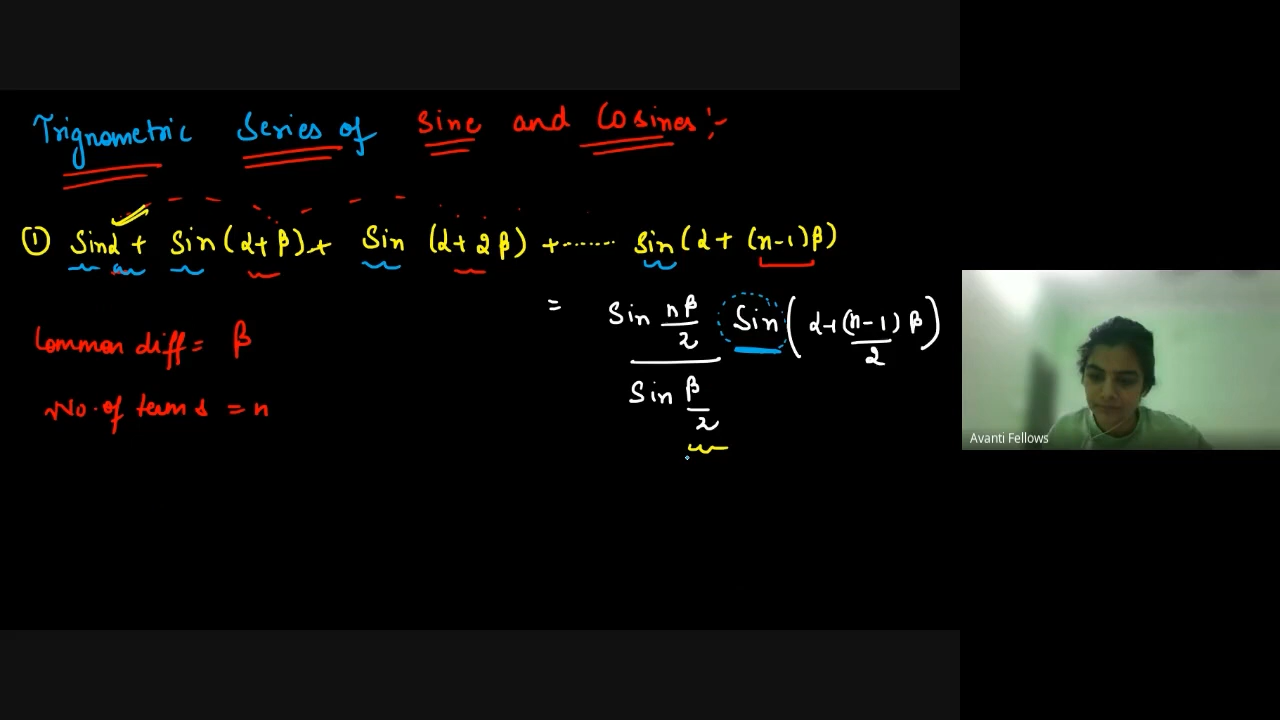 Trignometric Series of Sine and Cosines :-
① Sinα + Sin(α+β)+ Sin (α+2β) +....... Sin(α+(n-1)β)
= Sin nβ/2 Sin(α+(n-1)β/2)
Sin β/2
Common diff = β
No. of terms = n
Avanti Fellows